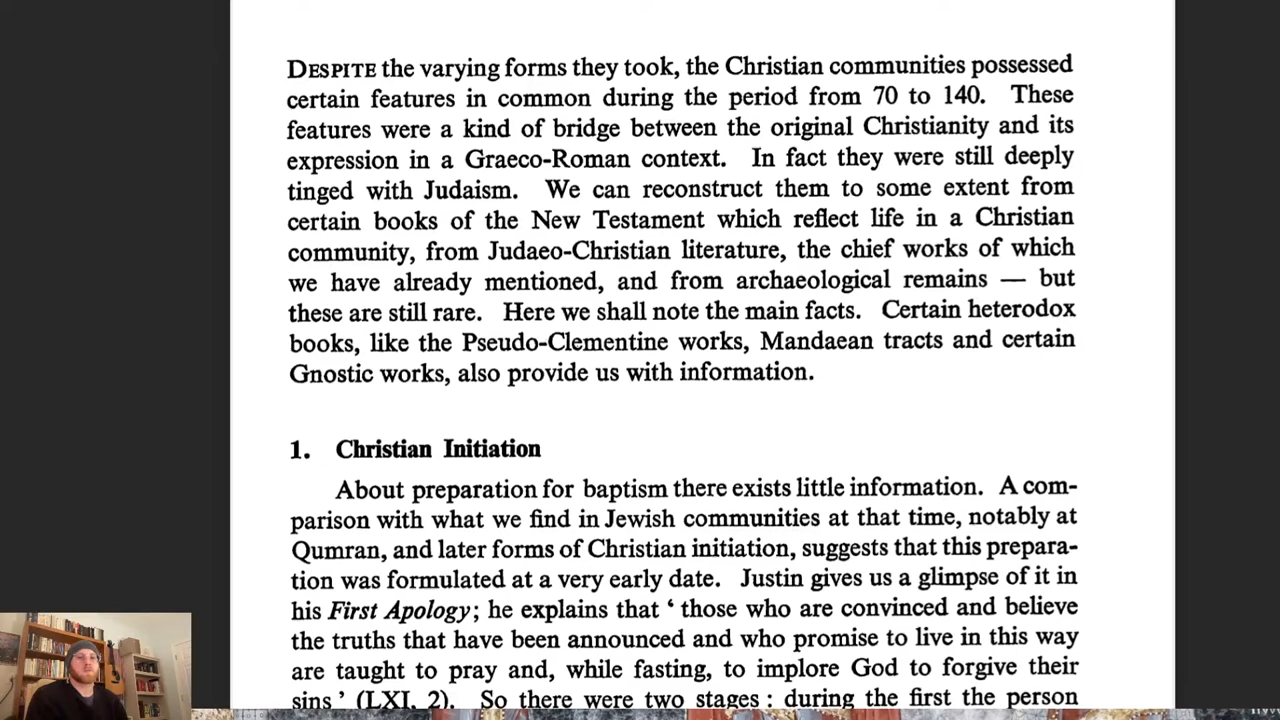 DESPITE the varying forms they took, the Christian communities possessed
certain features in common during the period from 70 to 140. These
features were a kind of bridge between the original Christianity and its
expression in a Graeco-Roman context. In fact they were still deeply
tinged with Judaism. We can reconstruct them to some extent from
certain books of the New Testament which reflect life in a Christian
community, from Judaeo-Christian literature, the chief works of which
we have already mentioned, and from archaeological remains — but
these are still rare. Here we shall note the main facts. Certain heterodox
books, like the Pseudo-Clementine works, Mandaean tracts and certain
Gnostic works, also provide us with information.
1. Christian Initiation
About preparation for baptism there exists little information. A com-
parison with what we find in Jewish communities at that time, notably at
Qumran, and later forms of Christian initiation, suggests that this prepara-
tion was formulated at a very early date. Justin gives us a glimpse of it in
his First Apology; he explains that ‘ those who are convinced and believe
the truths that have been announced and who promise to live in this way
are taught to pray and, while fasting, to implore God to forgive their
sins ’ (LXI, 2). So there were two stages : during the first the person